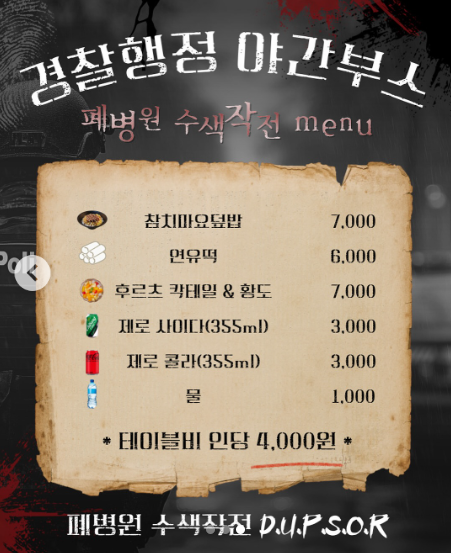 경찰행정 야간부스
폐병원 수색작전 menu
참치마요덮밥 7,000
연유떡 6,000
후르츠 칵테일 & 황도 7,000
제로 사이다(355ml) 3,000
제로 콜라(355ml) 3,000
물 1,000
* 테이블비 인당 4,000원 *
폐병원 수색작전 D.U.P.S.O.R